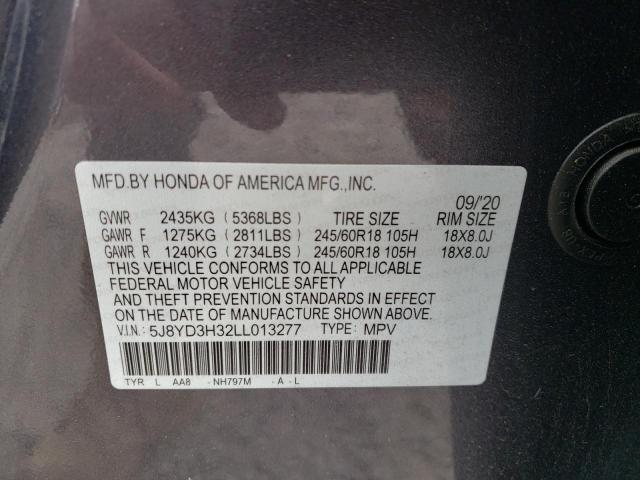 MFD.BY HONDA OF AMERICA MFG.,INC.
09/'20
GVWR 2435KG (5368LBS) TIRE SIZE RIM SIZE
GAWR F 1275KG (2811LBS) 245/60R18 105H 18X8.0J
GAWR R 1240KG (2734LBS) 245/60R18 105H 18X8.0J
THIS VEHICLE CONFORMS TO ALL APPLICABLE
FEDERAL MOTOR VEHICLE SAFETY
AND THEFT PREVENTION STANDARDS IN EFFECT
ON THE DATE OF MANUFACTURE SHOWN ABOVE.
V.I.N.: 5J8YD3H32LL013277 TYPE: MPV
TYR L AA8 -NH797M -A-L
HONDA